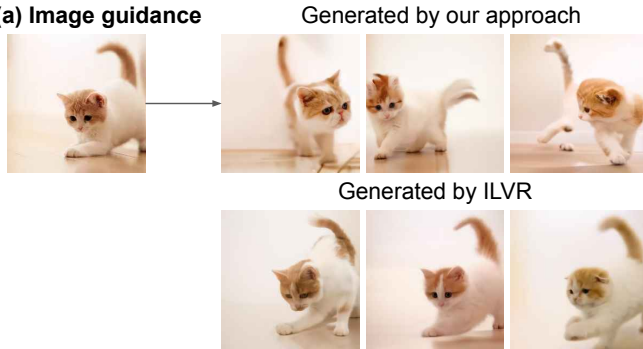 (a) Image guidance
Generated by our approach
Generated by ILVR